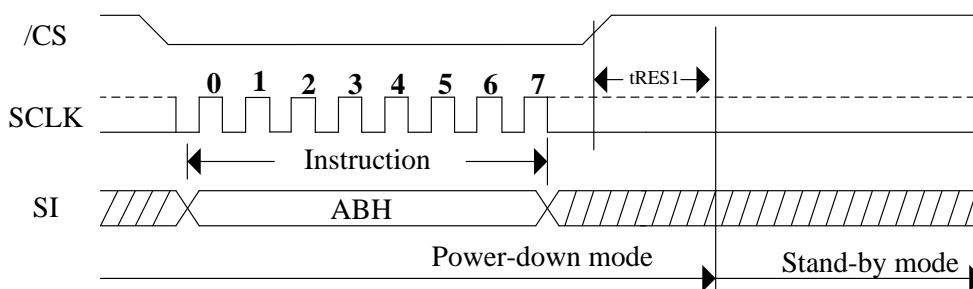 /CS
tRES1
0 1 2 3 4 5 6 7
SCLK
Instruction
SI
ABH
Power-down mode
Stand-by mode